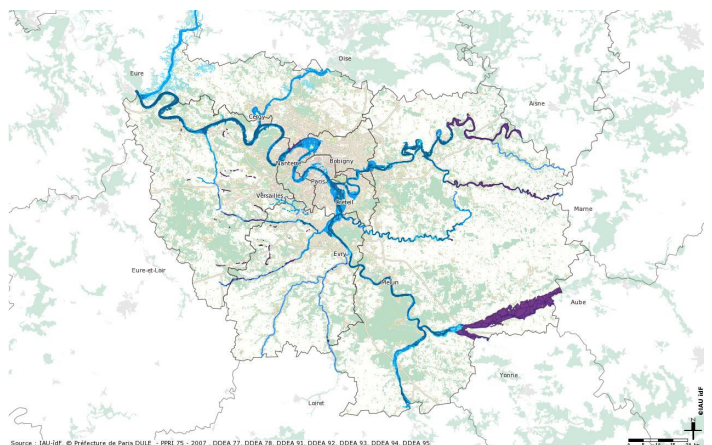 Oise
Eure
Aisne
Cergy
Nanterre
Bobigny
Paris
Versailles
Créteil
Marne
Evry
Eure-et-Loir
Melun
Aube
Yonne
Loiret
©IAU îdF
N
Source : IAU-îdF, © Préfecture de Paris DULE - PPRI 75 - 2007 , DDEA 77, DDEA 78, DDEA 91, DDEA 92, DDEA 93, DDEA 94, DDEA 95